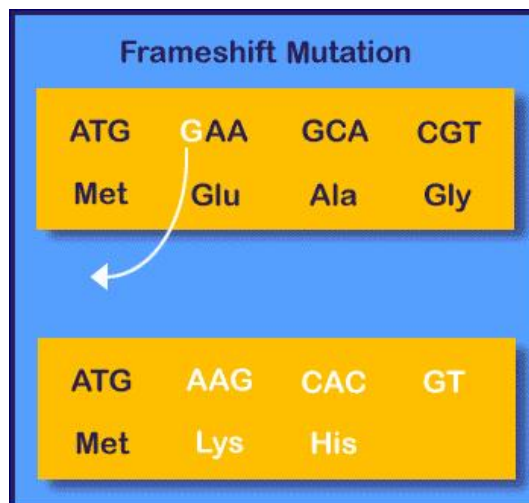 Frameshift Mutation
ATG GAA GCA CGT
Met Glu Ala Gly
ATG AAG CAC GT
Met Lys His